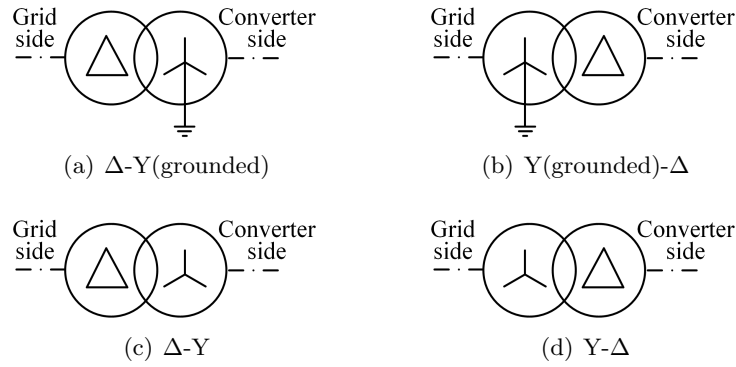 Grid side
Converter side
Grid side
Converter side
(a) Δ-Y(grounded)
(b) Y(grounded)-Δ
Grid side
Converter side
Grid side
Converter side
(c) Δ-Y
(d) Y-Δ